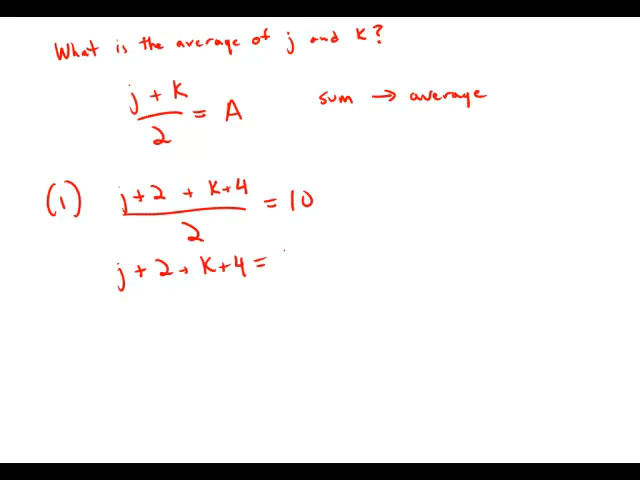 What is the average of j and k?
j + k / 2 = A
sum → average
(1) j+2 + k+4 / 2 = 10
j + 2 + k+4 =